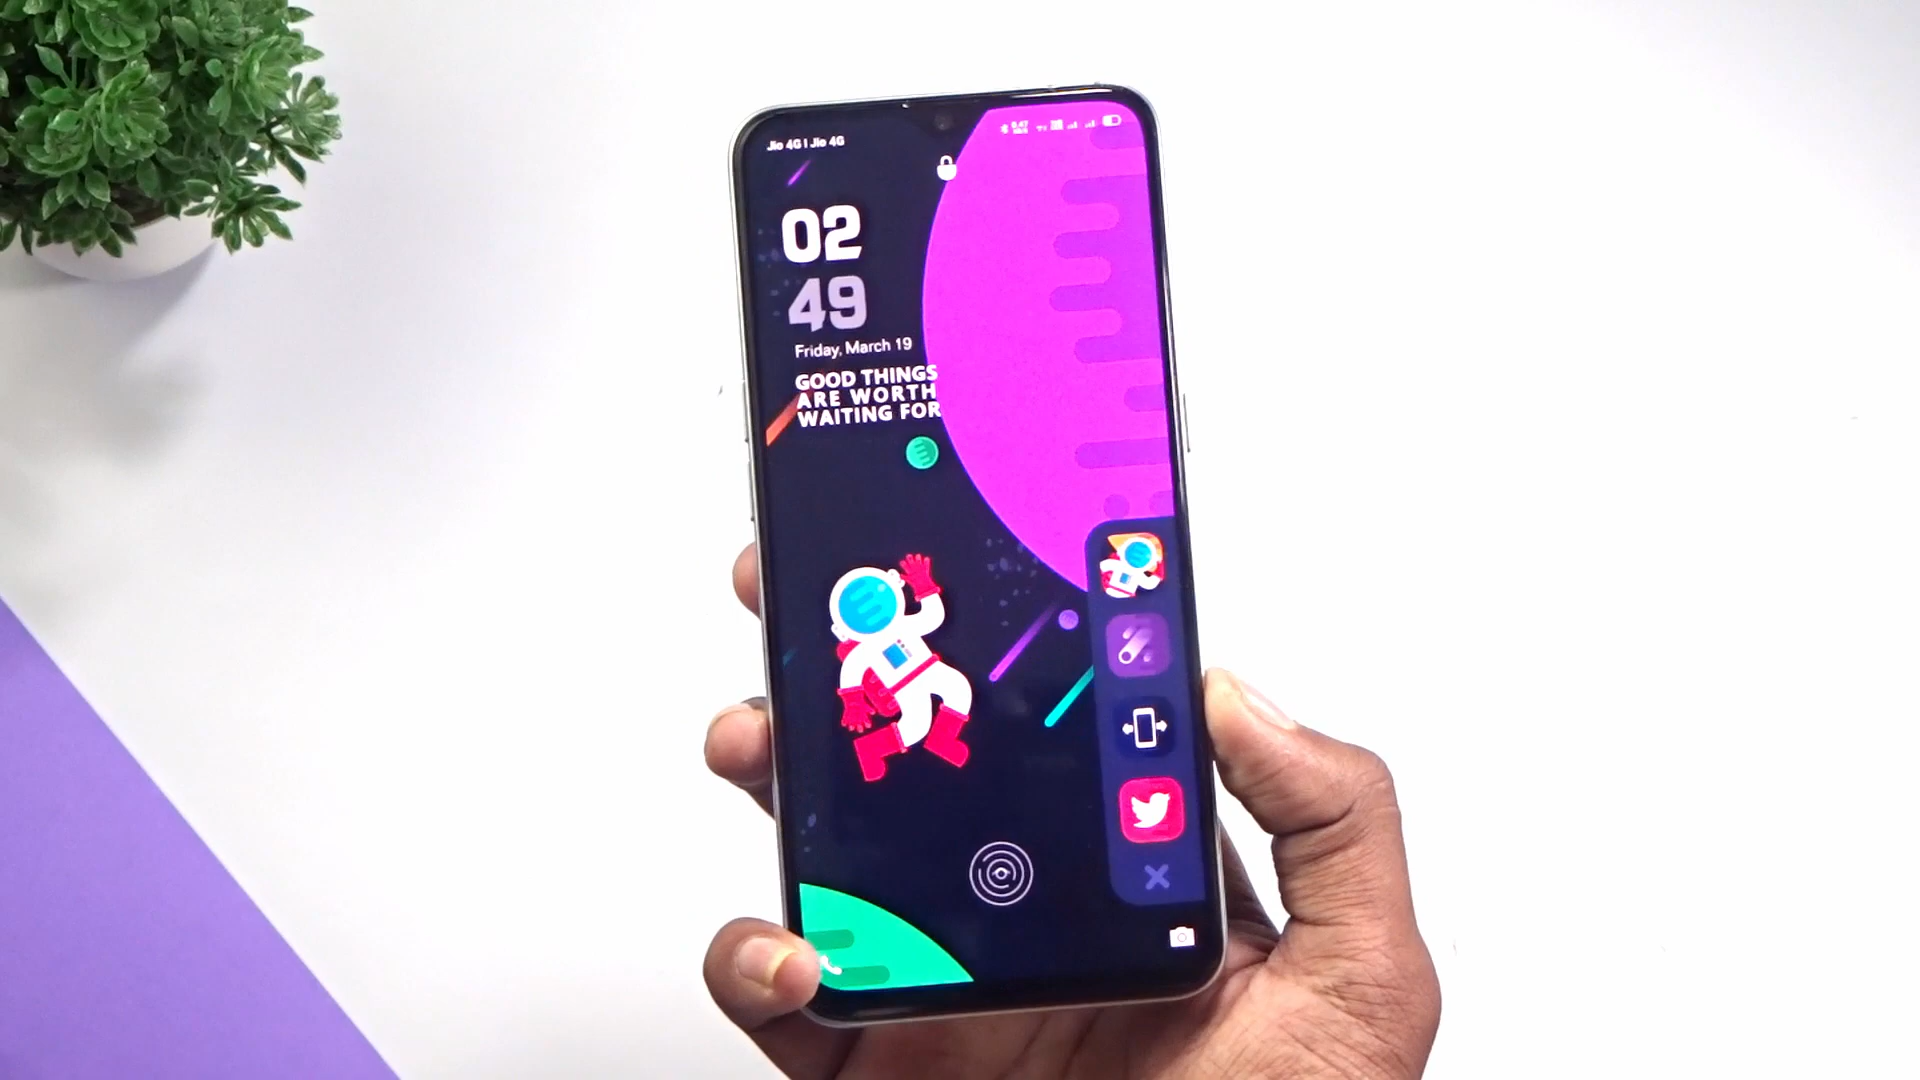 Jio 4G | Jio 4G
02
49
Friday, March 19
GOOD THINGS
ARE WORTH
WAITING FOR